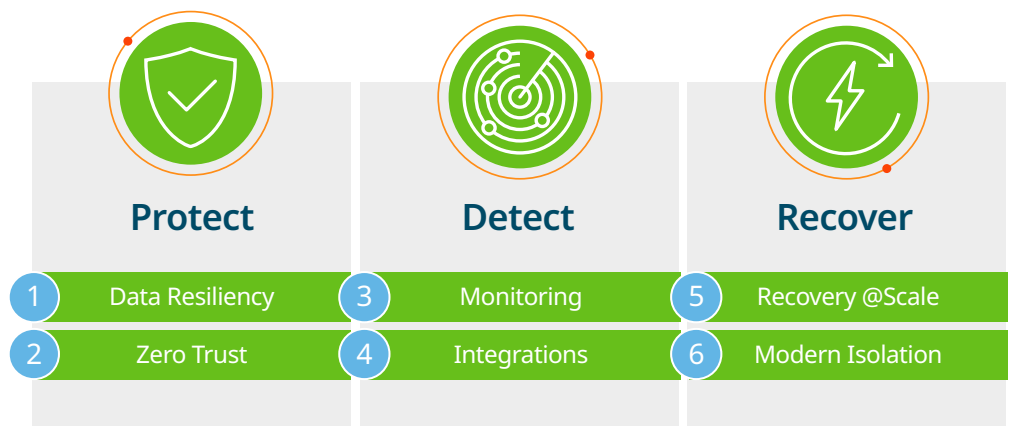 Protect
1 Data Resiliency
2 Zero Trust
Detect
3 Monitoring
4 Integrations
Recover
5 Recovery @Scale
6 Modern Isolation